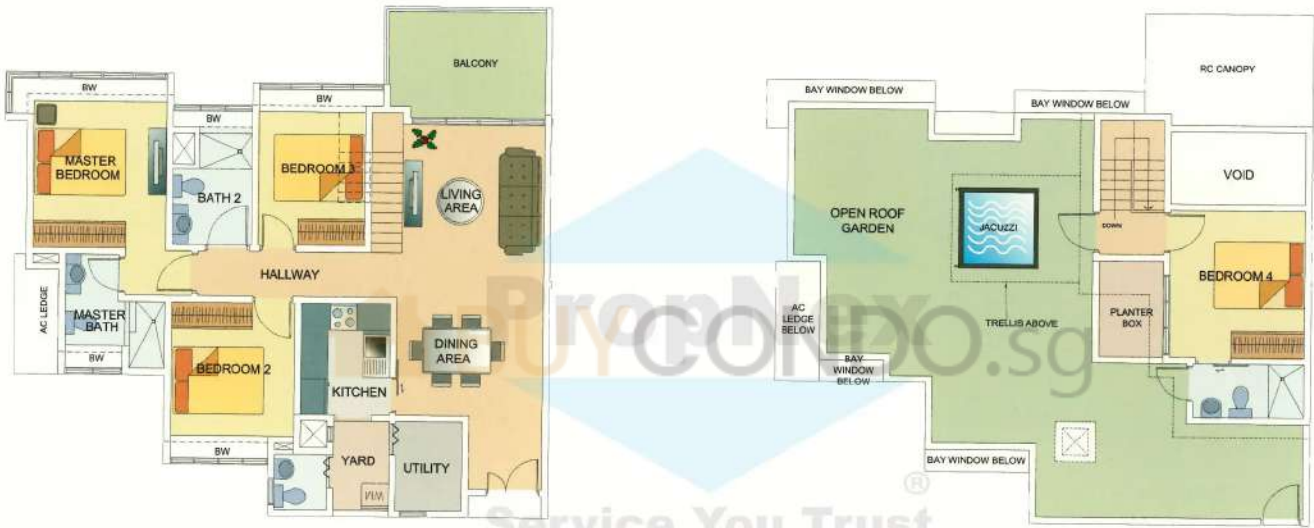 BALCONY
BW
BW
BW
MASTER
BEDROOM
BATH 2
BEDROOM 3
LIVING
AREA
HALLWAY
AC LEDGE
MASTER
BATH
BW
BEDROOM 2
BW
KITCHEN
DINING
AREA
YARD
WM
UTILITY
RC CANOPY
BAY WINDOW BELOW
BAY WINDOW BELOW
VOID
OPEN ROOF
GARDEN
JACUZZI
DOWN
BEDROOM 4
AC
LEDGE
BELOW
TRELLIS ABOVE
PLANTER
BOX
BAY
WINDOW
BELOW
BAY WINDOW BELOW
PropNex
BUYCONDO.sg
®
Service You Trust